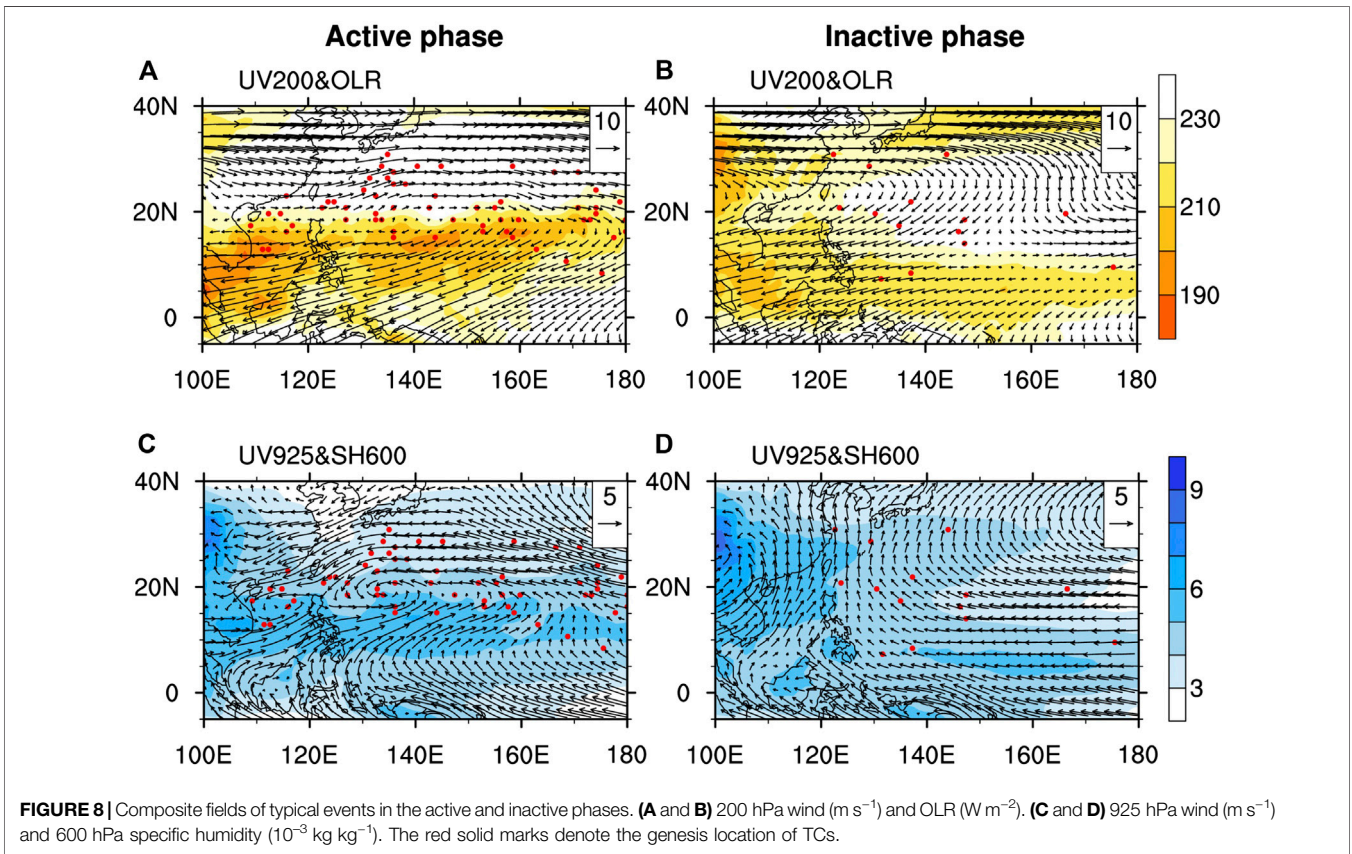 Active phase
Inactive phase
A
UV200&OLR
B
UV200&OLR
40N
20N
0
100E 120E 140E 160E 180
10
40N
20N
0
100E 120E 140E 160E 180
10
230
210
190
C
UV925&SH600
D
UV925&SH600
40N
20N
0
100E 120E 140E 160E 180
5
40N
20N
0
100E 120E 140E 160E 180
5
9
6
3
FIGURE 8 | Composite fields of typical events in the active and inactive phases. (A and B) 200 hPa wind (m s⁻¹) and OLR (W m⁻²). (C and D) 925 hPa wind (m s⁻¹)
and 600 hPa specific humidity (10⁻³ kg kg⁻¹). The red solid marks denote the genesis location of TCs.